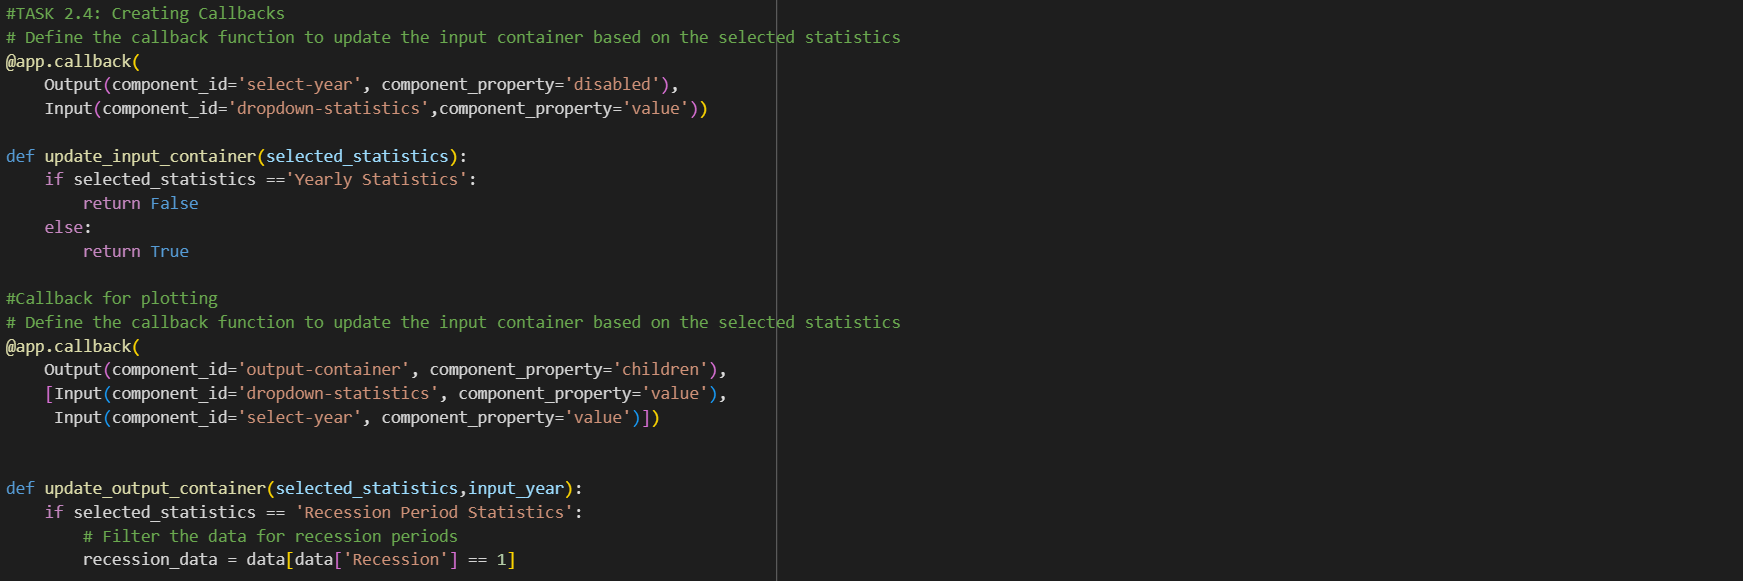 #TASK 2.4: Creating Callbacks
# Define the callback function to update the input container based on the selected statistics
@app.callback(
    Output(component_id='select-year', component_property='disabled'),
    Input(component_id='dropdown-statistics',component_property='value'))

def update_input_container(selected_statistics):
    if selected_statistics =='Yearly Statistics':
        return False
    else:
        return True

#Callback for plotting
# Define the callback function to update the input container based on the selected statistics
@app.callback(
    Output(component_id='output-container', component_property='children'),
    [Input(component_id='dropdown-statistics', component_property='value'),
     Input(component_id='select-year', component_property='value')])


def update_output_container(selected_statistics,input_year):
    if selected_statistics == 'Recession Period Statistics':
        # Filter the data for recession periods
        recession_data = data[data['Recession'] == 1]